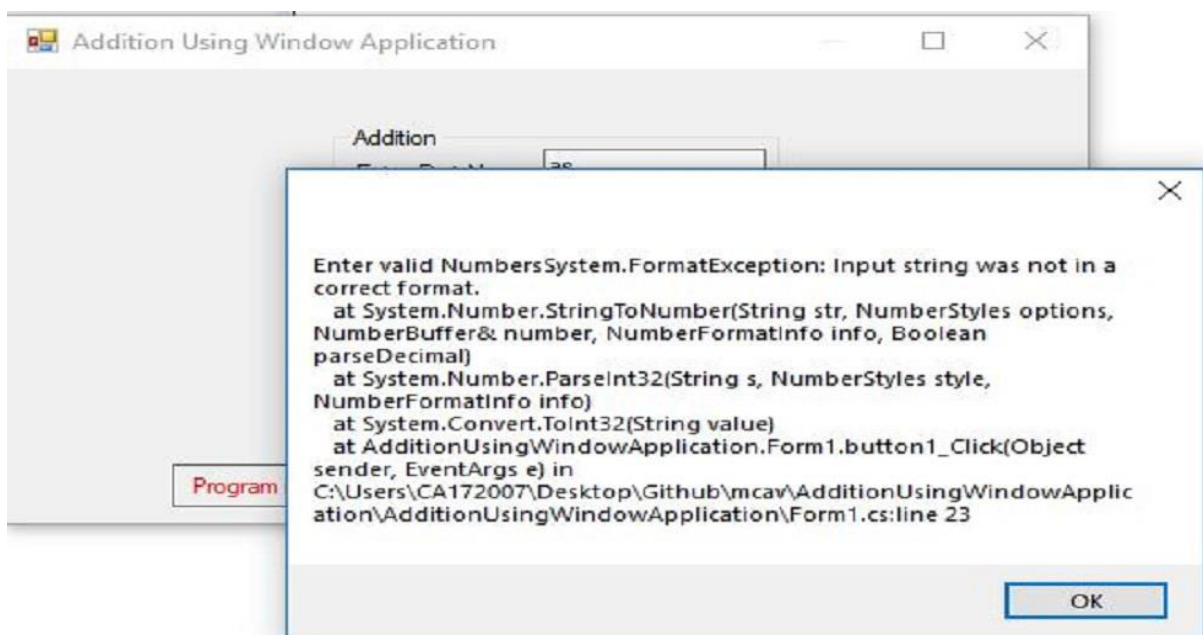 Addition Using Window Application
Addition
as
Enter valid NumbersSystem.FormatException: Input string was not in a
correct format.
at System.Number.StringToNumber(String str, NumberStyles options,
NumberBuffer& number, NumberFormatInfo info, Boolean
parseDecimal)
at System.Number.ParseInt32(String s, NumberStyles style,
NumberFormatInfo info)
at System.Convert.ToInt32(String value)
at AdditionUsingWindowApplication.Form1.button1_Click(Object
sender, EventArgs e) in
C:\Users\CA172007\Desktop\Github\mcav\AdditionUsingWindowApplic
ation\AdditionUsingWindowApplication\Form1.cs:line 23
Program
OK